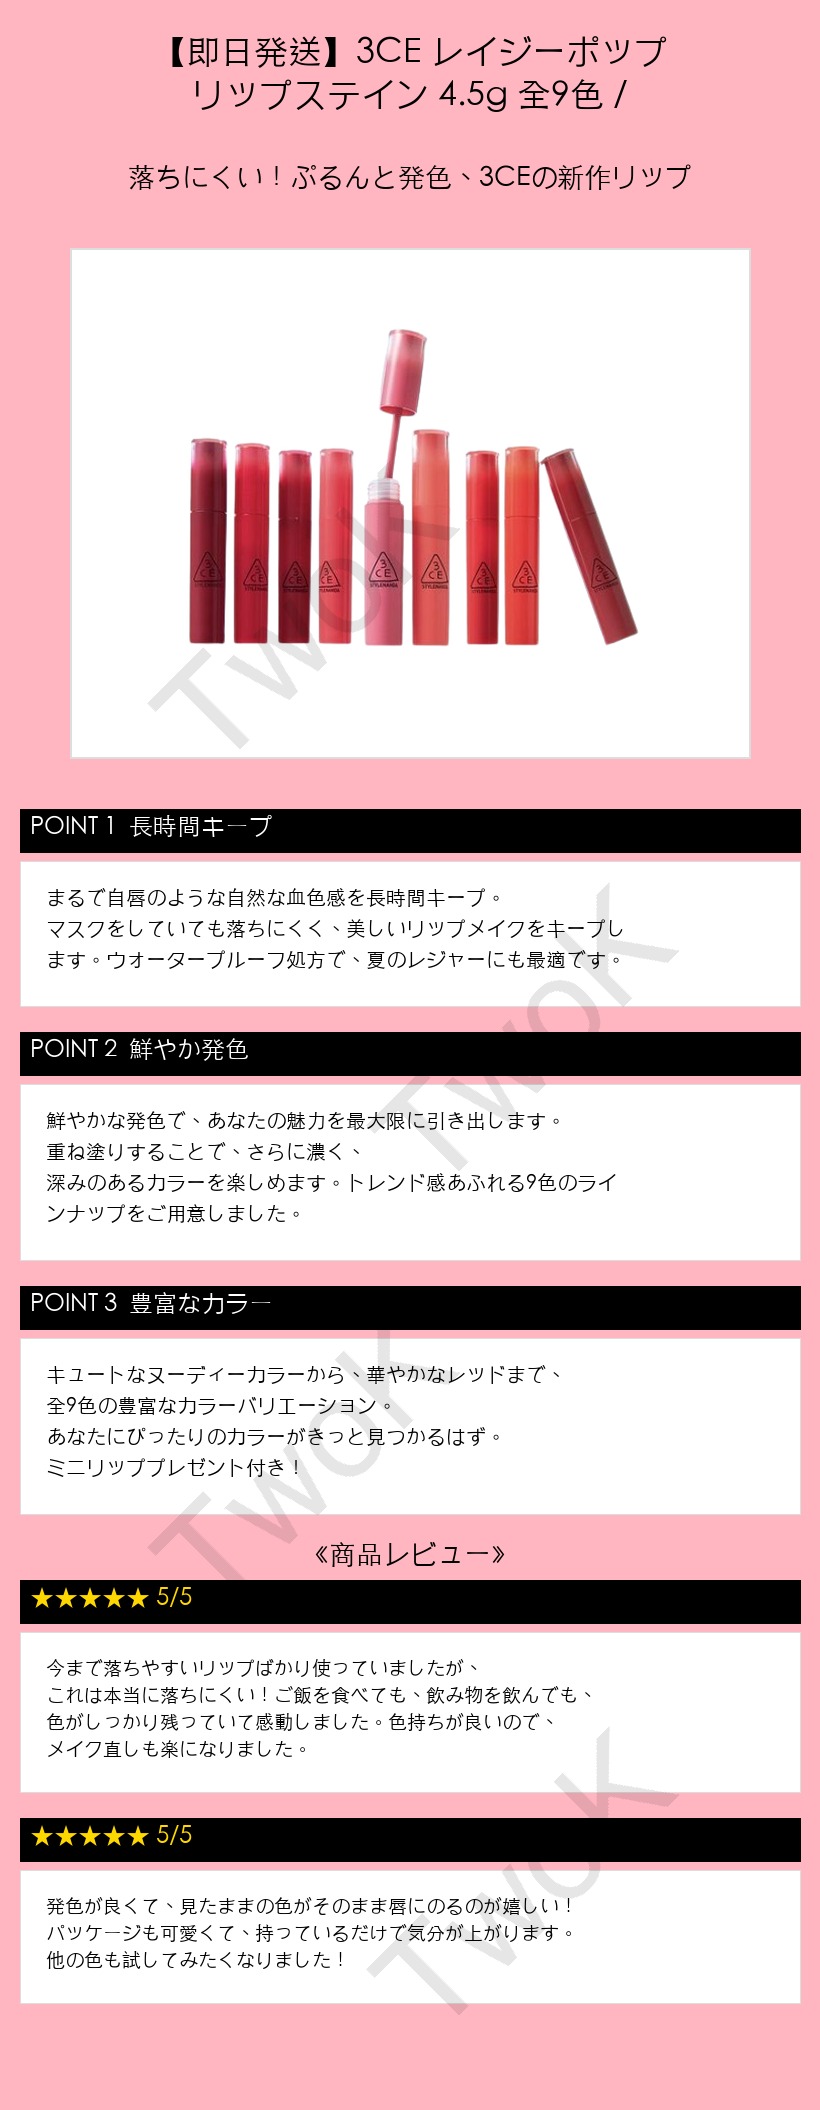 【即日発送】3CE レイジーポップ
リップステイン 4.5g 全9色 /
落ちにくい！ぷるんと発色、3CEの新作リップ
3CE
STYLENANDA
3CE
STYLENANDA
3CE
STYLENANDA
3CE
STYLENANDA
3CE
STYLENANDA
3CE
STYLENANDA
3CE
STYLENANDA
3CE
STYLENANDA
3CE
STYLENANDA
TwoK
POINT 1 長時間キープ
まるで自唇のような自然な血色感を長時間キープ。
マスクをしていても落ちにくく、美しいリップメイクをキープし
ます。ウォータープルーフ処方で、夏のレジャーにも最適です。
TwoK
POINT 2 鮮やか発色
鮮やかな発色で、あなたの魅力を最大限に引き出します。
重ね塗りすることで、さらに濃く、
深みのあるカラーを楽しめます。トレンド感あふれる9色のライ
ンナップをご用意しました。
POINT 3 豊富なカラー
キュートなヌーディーカラーから、華やかなレッドまで、
全9色の豊富なカラーバリエーション。
あなたにぴったりのカラーがきっと見つかるはず。
ミニリッププレゼント付き！
TwoK
《商品レビュー》
★★★★★ 5/5
今まで落ちやすいリップばかり使っていましたが、
これは本当に落ちにくい！ご飯を食べても、飲み物を飲んでも、
色がしっかり残っていて感動しました。色持ちが良いので、
メイク直しも楽になりました。
★★★★★ 5/5
発色が良くて、見たままの色がそのまま唇にのるのが嬉しい！
パッケージも可愛くて、持っているだけで気分が上がります。
他の色も試してみたくなりました！
TwoK